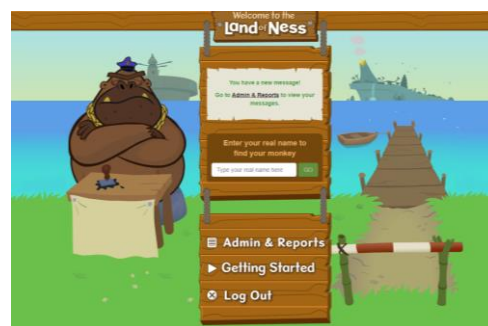 Welcome to the
Land of Ness
You have a new message!
Go to Admin & Reports to view your
messages.
Enter your real name to
find your monkey
Type your real name here
GO
Admin & Reports
Getting Started
Log Out